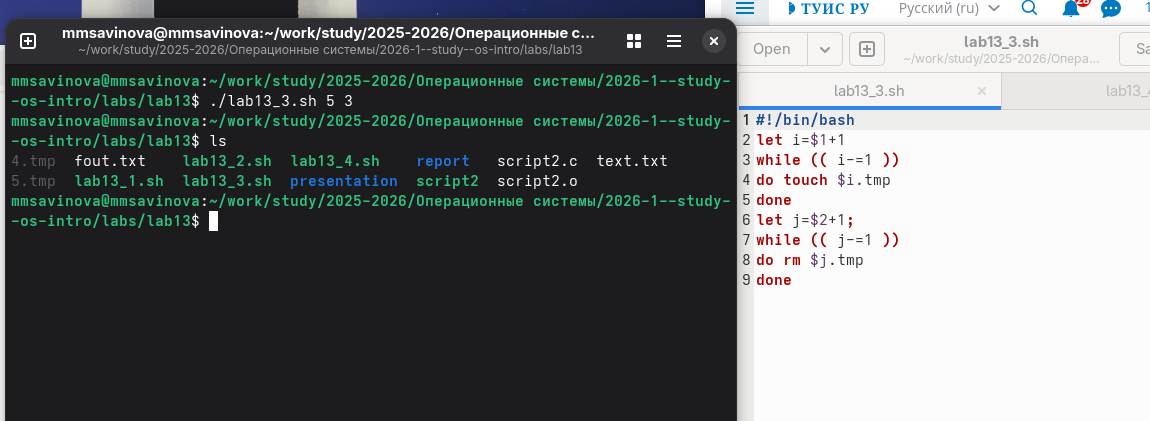 mmsavinova@mmsavinova:~/work/study/2025-2026/Операционные с...
~/work/study/2025-2026/Операционные системы/2026-1--study--os-intro/labs/lab13
mmsavinova@mmsavinova:~/work/study/2025-2026/Операционные системы/2026-1--study-
-os-intro/labs/lab13$ ./lab13_3.sh 5 3
mmsavinova@mmsavinova:~/work/study/2025-2026/Операционные системы/2026-1--study-
-os-intro/labs/lab13$ ls
4.tmp fout.txt lab13_2.sh lab13_4.sh report script2.c text.txt
5.tmp lab13_1.sh lab13_3.sh presentation script2 script2.o
mmsavinova@mmsavinova:~/work/study/2025-2026/Операционные системы/2026-1--study-
-os-intro/labs/lab13$
ТУИС РУ Русский (ru)
Open lab13_3.sh Sa
~/work/study/2025-2026/Опера...
lab13_3.sh lab13_
1 #!/bin/bash
2 let i=$1+1
3 while (( i-=1 ))
4 do touch $i.tmp
5 done
6 let j=$2+1;
7 while (( j-=1 ))
8 do rm $j.tmp
9 done